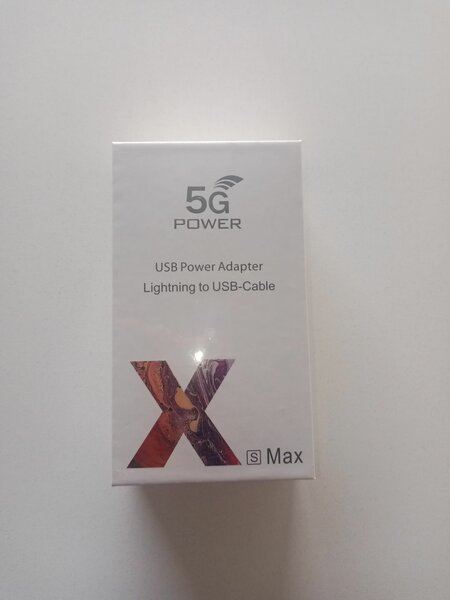 5G
POWER
USB Power Adapter
Lightning to USB-Cable
X S Max